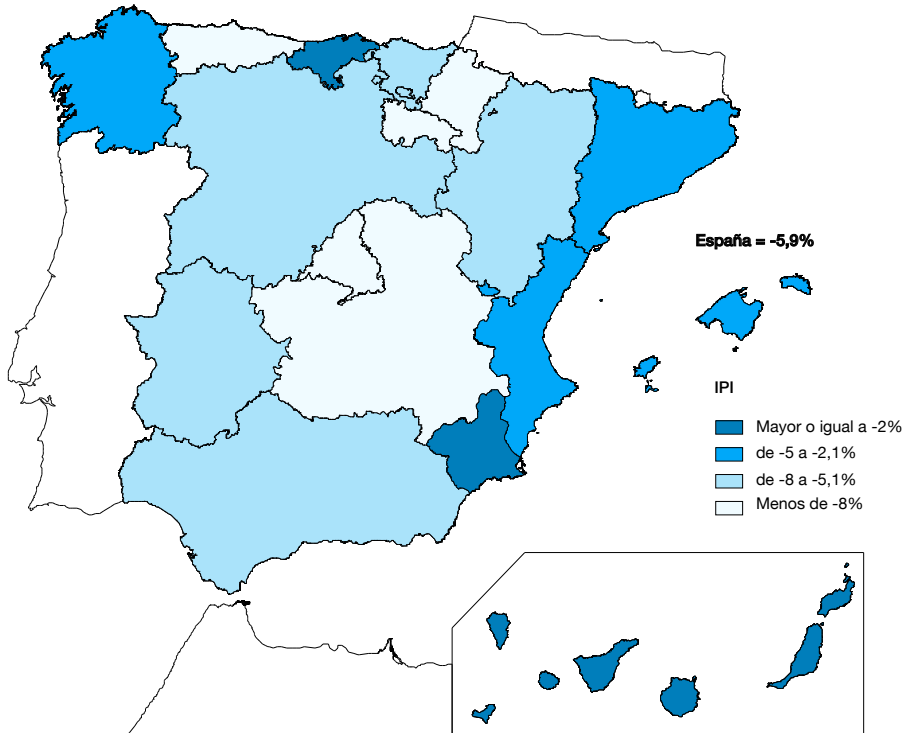 España = -5,9%
IPI
Mayor o igual a -2%
de -5 a -2,1%
de -8 a -5,1%
Menos de -8%